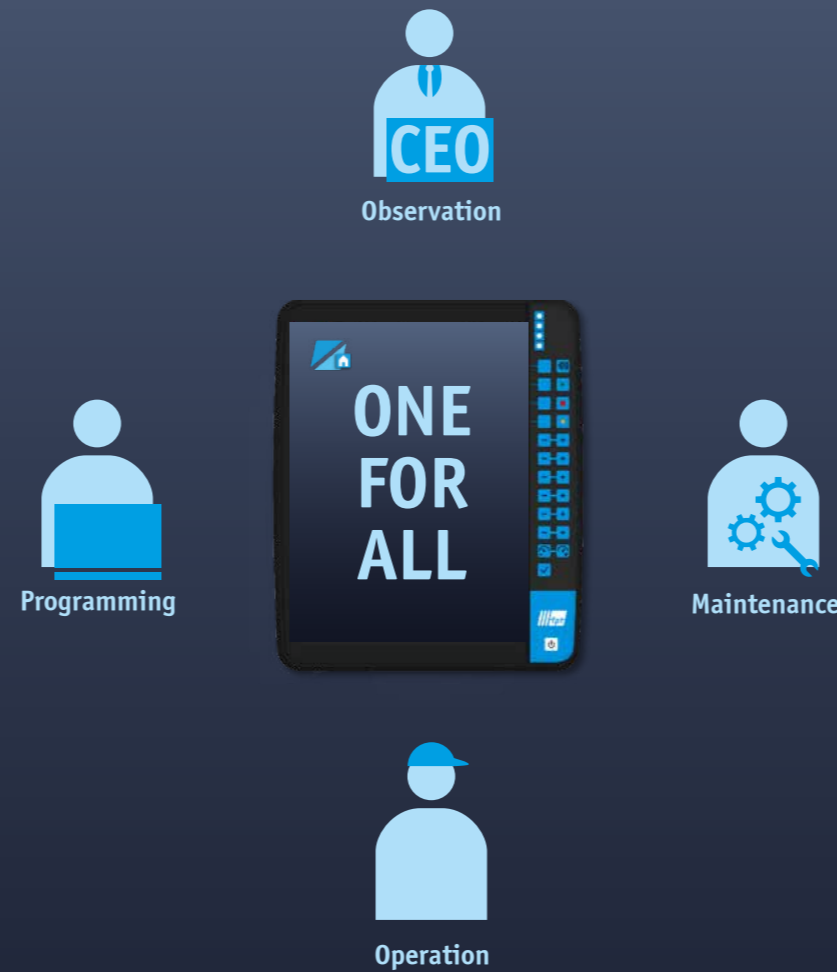 CEO
Observation
ONE
FOR
ALL
Programming
Maintenance
Operation